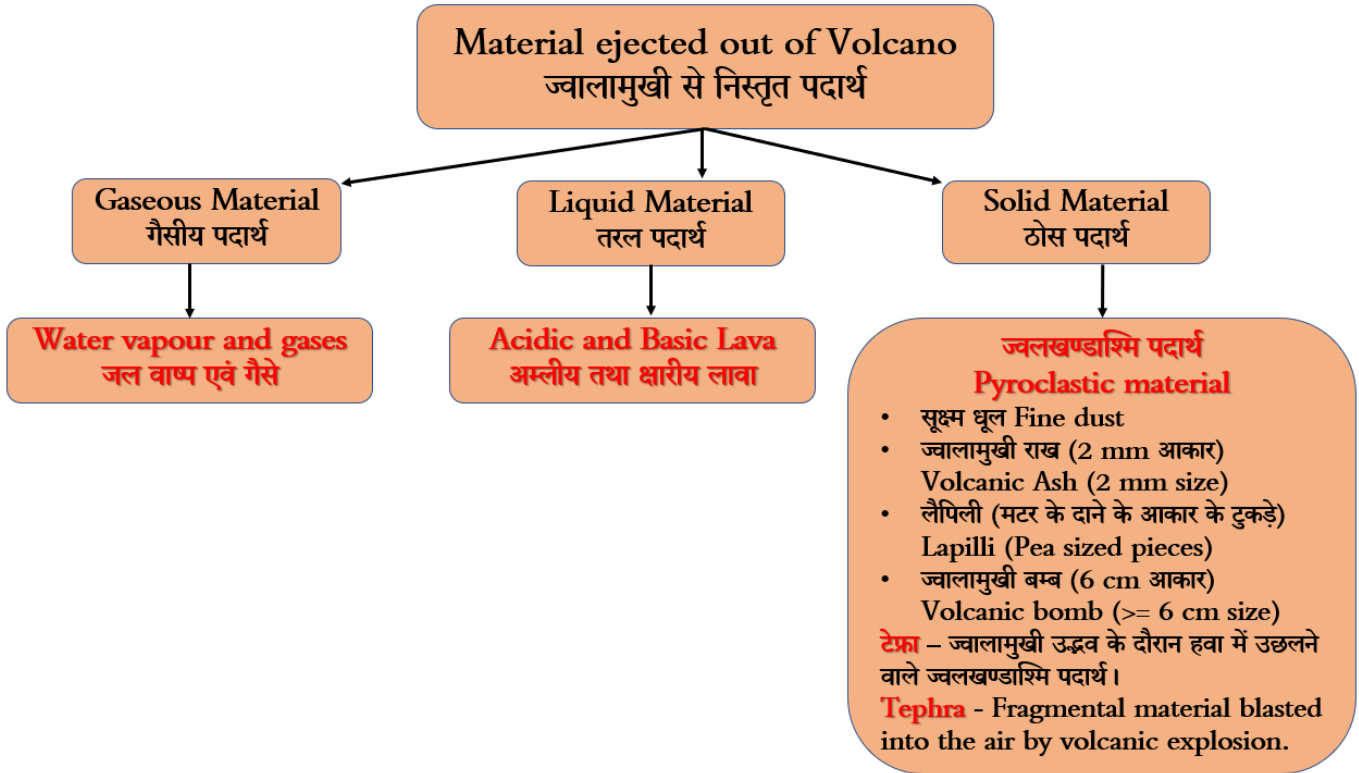 Material ejected out of Volcano
ज्वालामुखी से निस्तृत पदार्थ
Gaseous Material
गैसीय पदार्थ
Liquid Material
तरल पदार्थ
Solid Material
ठोस पदार्थ
Water vapour and gases
जल वाष्प एवं गैसे
Acidic and Basic Lava
अम्लीय तथा क्षारीय लावा
ज्वलखण्डाश्मि पदार्थ
Pyroclastic material
• सूक्ष्म धूल Fine dust
• ज्वालामुखी राख (2 mm आकार)
Volcanic Ash (2 mm size)
• लैपिली (मटर के दाने के आकार के टुकड़े)
Lapilli (Pea sized pieces)
• ज्वालामुखी बम्ब (6 cm आकार)
Volcanic bomb (>= 6 cm size)
टेफ्रा – ज्वालामुखी उद्भव के दौरान हवा में उछलने
वाले ज्वलखण्डाश्मि पदार्थ।
Tephra - Fragmental material blasted
into the air by volcanic explosion.